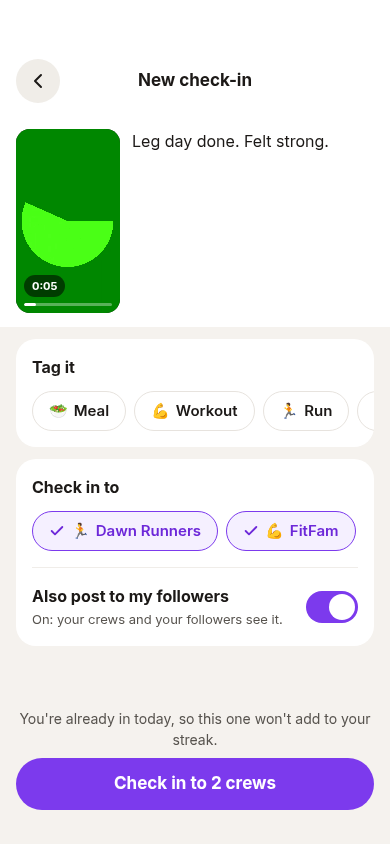 New check-in
Leg day done. Felt strong.
0:05
Tag it
🥗 Meal
💪 Workout
🏃 Run
Check in to
🏃 Dawn Runners
💪 FitFam
Also post to my followers
On: your crews and your followers see it.
You're already in today, so this one won't add to your
streak.
Check in to 2 crews